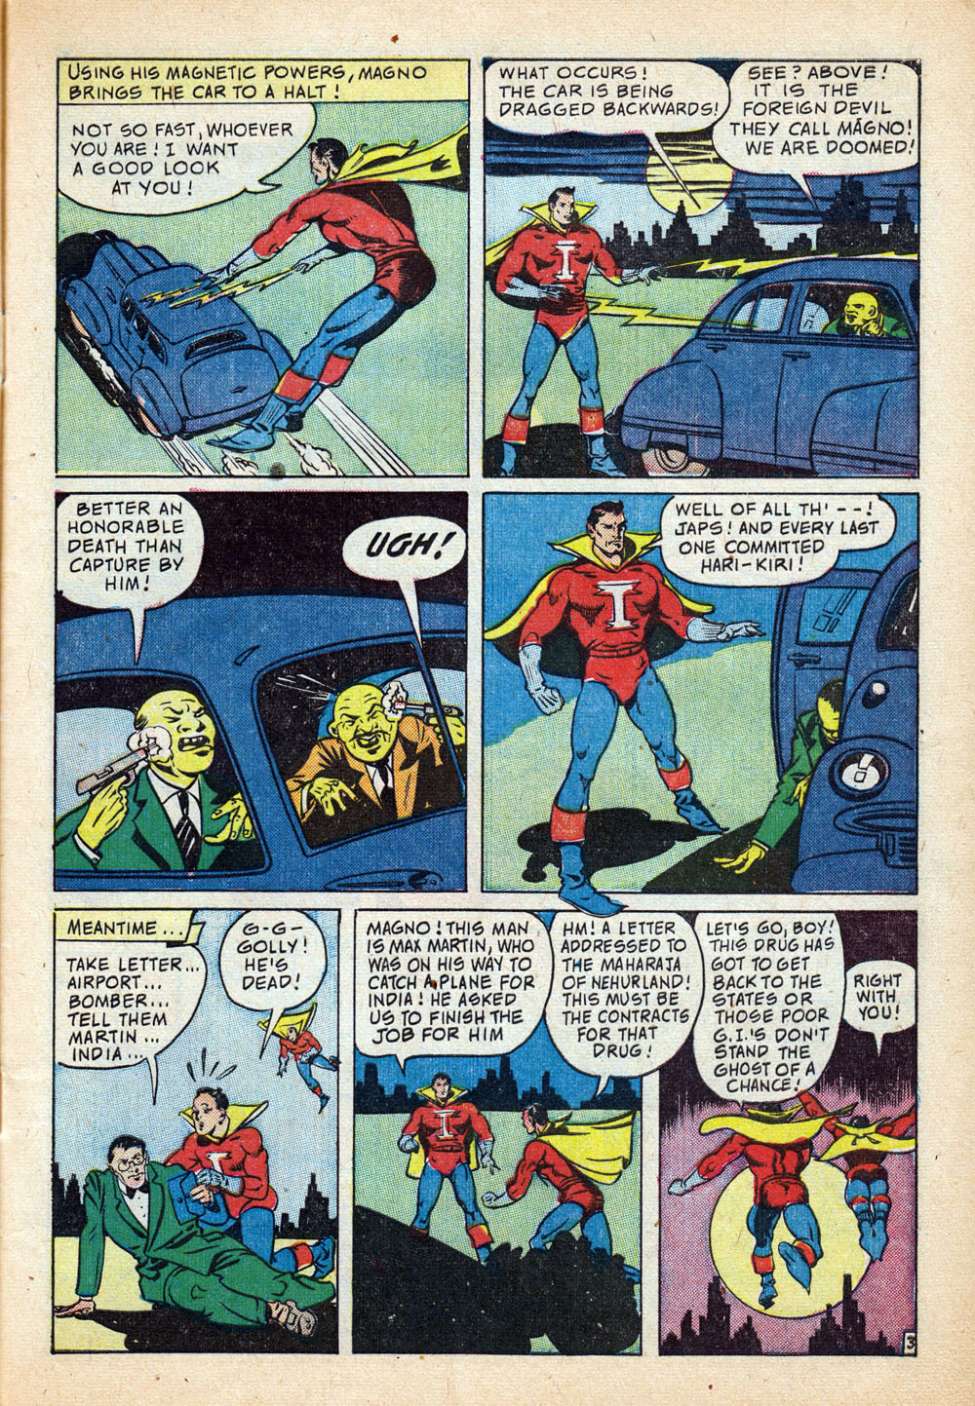 USING HIS MAGNETIC POWERS, MAGNO
BRINGS THE CAR TO A HALT!
NOT SO FAST, WHOEVER
YOU ARE! I WANT
A GOOD LOOK
AT YOU!
WHAT OCCURS!
THE CAR IS BEING
DRAGGED BACKWARDS!
SEE? ABOVE!
IT IS THE
FOREIGN DEVIL
THEY CALL MAGNO!
WE ARE DOOMED!
I
BETTER AN
HONORABLE
DEATH THAN
CAPTURE BY
HIM!
UGH!
WELL OF ALL TH' --!
JAPS! AND EVERY LAST
ONE COMMITTED
HARI-KIRI!
I
MEANTIME...
TAKE LETTER...
AIRPORT...
BOMBER...
TELL THEM
MARTIN...
INDIA...
G-G-
GOLLY!
HE'S
DEAD!
I
MAGNO! THIS MAN
IS MAX MARTIN, WHO
WAS ON HIS WAY TO
CATCH A PLANE FOR
INDIA! HE ASKED
US TO FINISH THE
JOB FOR HIM
HM! A LETTER
ADDRESSED TO
THE MAHARAJA
OF NEHURLAND!
THIS MUST BE
THE CONTRACTS
FOR THAT
DRUG!
I
LET'S GO, BOY!
THIS DRUG HAS
GOT TO GET
BACK TO THE
STATES OR
THOSE POOR
G.I.'S DON'T
STAND THE
GHOST OF A
CHANCE!
RIGHT
WITH
YOU!
3